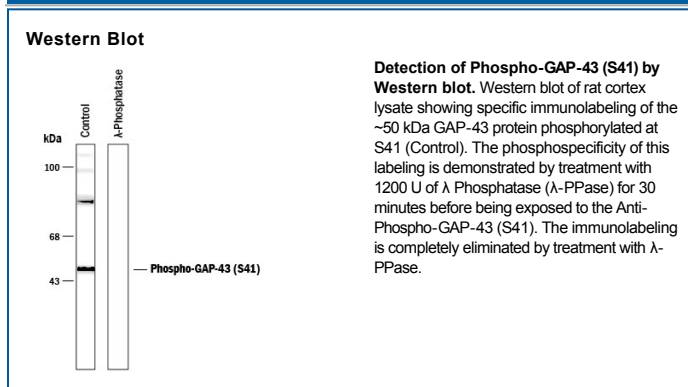 Western Blot
Control
λ-Phosphatase
kDa
100
68
43
Phospho-GAP-43 (S41)
Detection of Phospho-GAP-43 (S41) by
Western blot. Western blot of rat cortex
lysate showing specific immunolabeling of the
~50 kDa GAP-43 protein phosphorylated at
S41 (Control). The phosphospecificity of this
labeling is demonstrated by treatment with
1200 U of λ Phosphatase (λ-PPase) for 30
minutes before being exposed to the Anti-
Phospho-GAP-43 (S41). The immunolabeling
is completely eliminated by treatment with λ-
PPase.